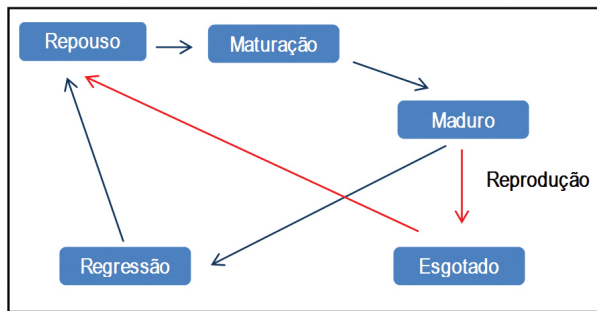 Repouso
Maturação
Maduro
Reprodução
Regressão
Esgotado